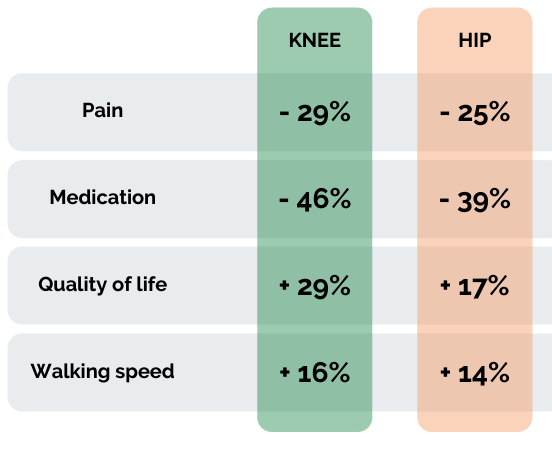 KNEE HIP
Pain - 29% - 25%
Medication - 46% - 39%
Quality of life + 29% + 17%
Walking speed + 16% + 14%